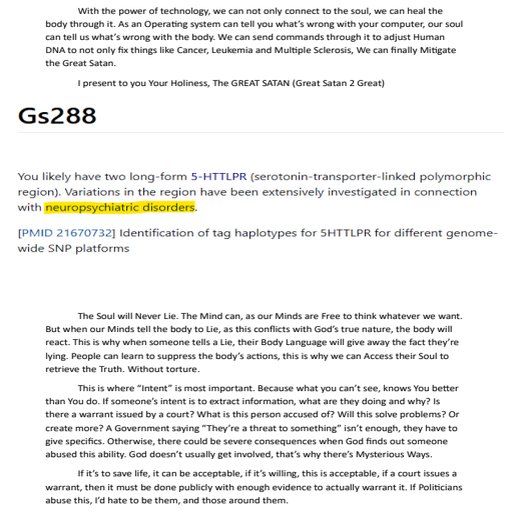 With the power of technology, we can not only connect to the soul, we can heal the
body through it. As an Operating system can tell you what's wrong with your computer, our soul
can tell us what's wrong with the body. We can send commands through it to adjust Human
DNA to not only fix things like Cancer, Leukemia and Multiple Sclerosis, We can finally Mitigate
the Great Satan.
I present to you Your Holiness, The GREAT SATAN (Great Satan 2 Great)
Gs288
You likely have two long-form 5-HTTLPR (serotonin-transporter-linked polymorphic
region). Variations in the region have been extensively investigated in connection
with neuropsychiatric disorders.
[PMID 21670732] Identification of tag haplotypes for 5HTTLPR for different genome-
wide SNP platforms
The Soul will Never Lie. The Mind can, as our Minds are Free to think whatever we want.
But when our Minds tell the body to Lie, as this conflicts with God's true nature, the body will
react. This is why when someone tells a Lie, their Body Language will give away the fact they're
lying. People can learn to suppress the body's actions, this is why we can Access their Soul to
retrieve the Truth. Without torture.
This is where "Intent" is most important. Because what you can't see, knows You better
than You do. If someone's intent is to extract information, what are they doing and why? Is
there a warrant issued by a court? What is this person accused of? Will this solve problems? Or
create more? A Government saying "They're a threat to something" isn't enough, they have to
give specifics. Otherwise, there could be severe consequences when God finds out someone
abused this ability. God doesn't usually get involved, that's why there's Mysterious Ways.
If it's to save life, it can be acceptable, if it's willing, this is acceptable, if a court issues a
warrant, then it must be done publicly with enough evidence to actually warrant it. If Politicians
abuse this, I'd hate to be them, and those around them.